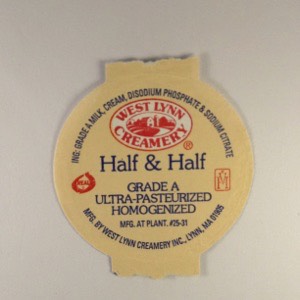 ING: GRADE A MILK, CREAM, DISODIUM PHOSPHATE & SODIUM CITRATE
WEST LYNN
CREAMERY
®
Half & Half
GRADE A
ULTRA-PASTEURIZED
HOMOGENIZED
MFG. AT PLANT. #25-31
MFG. BY WEST LYNN CREAMERY INC., LYNN, MA 01905